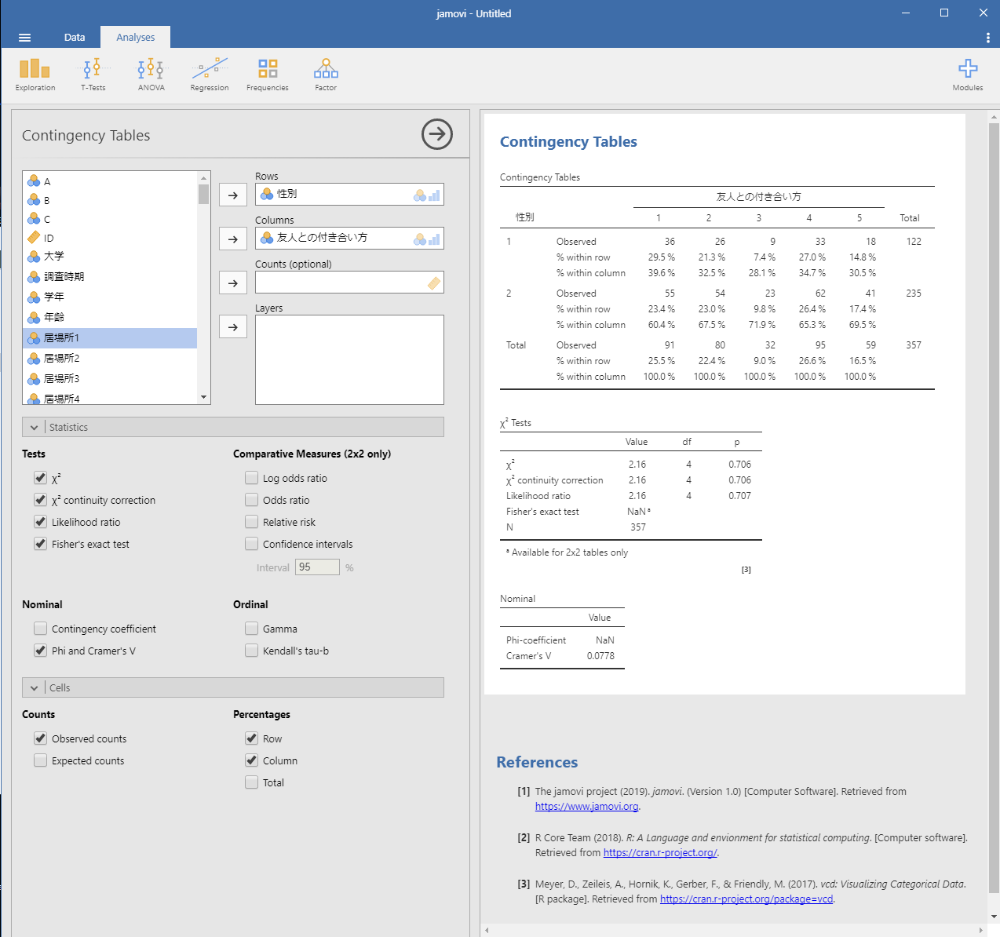 jamovi - Untitled
Data Analyses
Exploration T-Tests ANOVA Regression Frequencies Factor Modules
Contingency Tables
A
B
C
ID
大学
調査時期
学年
年齢
居場所1
居場所2
居場所3
居場所4
Rows
性別
Columns
友人との付き合い方
Counts (optional)
Layers
Statistics
Tests
χ²
χ² continuity correction
Likelihood ratio
Fisher's exact test
Comparative Measures (2x2 only)
Log odds ratio
Odds ratio
Relative risk
Confidence intervals
Interval 95 %
Nominal
Contingency coefficient
Phi and Cramer's V
Ordinal
Gamma
Kendall's tau-b
Cells
Counts
Observed counts
Expected counts
Percentages
Row
Column
Total
Contingency Tables
Contingency Tables
友人との付き合い方
性別 1 2 3 4 5 Total
1 Observed 36 26 9 33 18 122
% within row 29.5 % 21.3 % 7.4 % 27.0 % 14.8 %
% within column 39.6 % 32.5 % 28.1 % 34.7 % 30.5 %
2 Observed 55 54 23 62 41 235
% within row 23.4 % 23.0 % 9.8 % 26.4 % 17.4 %
% within column 60.4 % 67.5 % 71.9 % 65.3 % 69.5 %
Total Observed 91 80 32 95 59 357
% within row 25.5 % 22.4 % 9.0 % 26.6 % 16.5 %
% within column 100.0 % 100.0 % 100.0 % 100.0 % 100.0 %
χ² Tests
Value df p
χ² 2.16 4 0.706
χ² continuity correction 2.16 4 0.706
Likelihood ratio 2.16 4 0.707
Fisher's exact test NaN ᵃ
N 357
ᵃ Available for 2x2 tables only
[3]
Nominal
Value
Phi-coefficient NaN
Cramer's V 0.0778
References
[1] The jamovi project (2019). jamovi. (Version 1.0) [Computer Software]. Retrieved from
https://www.jamovi.org.
[2] R Core Team (2018). R: A Language and envionment for statistical computing. [Computer software].
Retrieved from https://cran.r-project.org/.
[3] Meyer, D., Zeileis, A., Hornik, K., Gerber, F., & Friendly, M. (2017). vcd: Visualizing Categorical Data.
[R package]. Retrieved from https://cran.r-project.org/package=vcd.